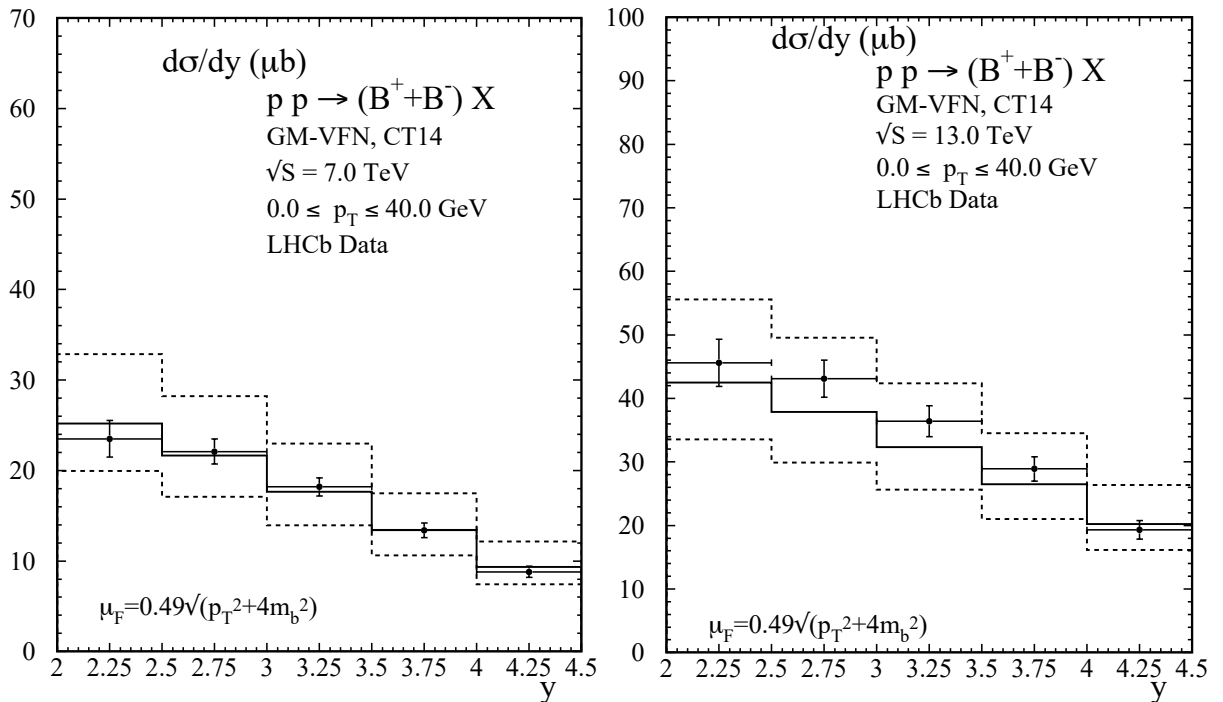 70
60
50
40
30
20
10
0
dσ/dy (μb)
p p → (B⁺+B⁻) X
GM-VFN, CT14
√S = 7.0 TeV
0.0 ≤ p_T ≤ 40.0 GeV
LHCb Data
μ_F=0.49√(p_T²+4m_b²)
2 2.25 2.5 2.75 3 3.25 3.5 3.75 4 4.25 4.5
y
100
90
80
70
60
50
40
30
20
10
0
dσ/dy (μb)
p p → (B⁺+B⁻) X
GM-VFN, CT14
√S = 13.0 TeV
0.0 ≤ p_T ≤ 40.0 GeV
LHCb Data
μ_F=0.49√(p_T²+4m_b²)
2 2.25 2.5 2.75 3 3.25 3.5 3.75 4 4.25 4.5
y